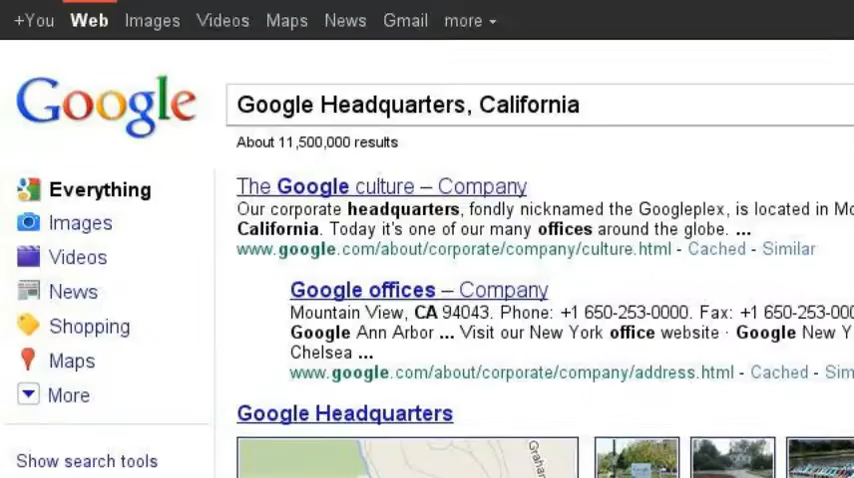 +You Web Images Videos Maps News Gmail more
Google
Google Headquarters, California
About 11,500,000 results
Everything
Images
Videos
News
Shopping
Maps
More
Show search tools
The Google culture – Company
Our corporate headquarters, fondly nicknamed the Googleplex, is located in Mo
California. Today it's one of our many offices around the globe. ...
www.google.com/about/corporate/company/culture.html - Cached - Similar
Google offices – Company
Mountain View, CA 94043. Phone: +1 650-253-0000. Fax: +1 650-253-000
Google Ann Arbor ... Visit our New York office website · Google New Y
Chelsea ...
www.google.com/about/corporate/company/address.html - Cached - Sim
Google Headquarters
Graha